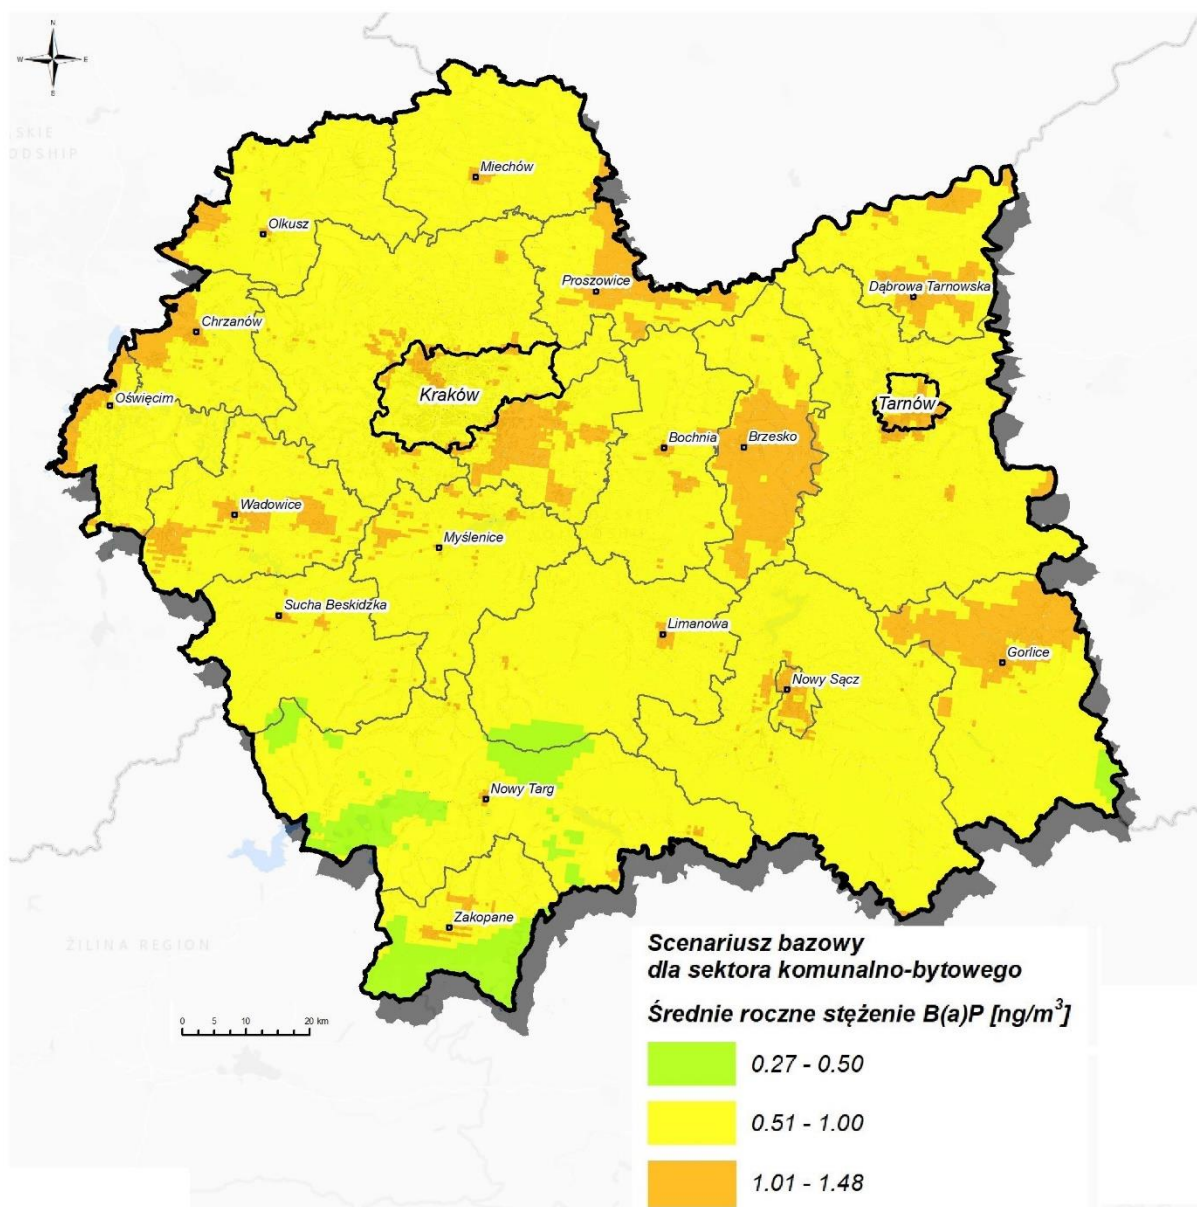 N
W E
E
SKIE
ODSHIP
Miechów
Olkusz
Proszowice
Dąbrowa Tarnowska
Chrzanów
Kraków
Tarnów
Oświęcim
Bochnia
Brzesko
Wadowice
Myślenice
Sucha Beskidzka
Limanowa
Gorlice
Nowy Sącz
Nowy Targ
Zakopane
ŽILINA REGION
0 5 10 20 km
Scenariusz bazowy
dla sektora komunalno-bytowego
Średnie roczne stężenie B(a)P [ng/m³]
0.27 - 0.50
0.51 - 1.00
1.01 - 1.48